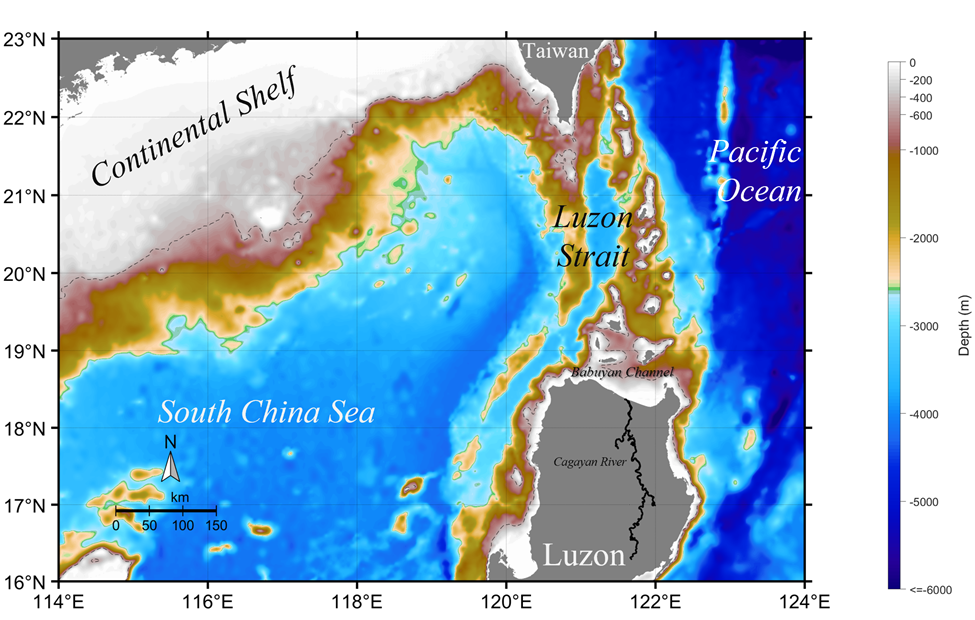 23°N
22°N
21°N
20°N
19°N
18°N
17°N
16°N
114°E
116°E
118°E
120°E
122°E
124°E
Taiwan
Continental Shelf
Pacific
Ocean
Luzon
Strait
Babuyan Channel
South China Sea
Cagayan River
Luzon
N
km
0 50 100 150
0
-200
-400
-600
-1000
-2000
-3000
-4000
-5000
<=-6000
Depth (m)